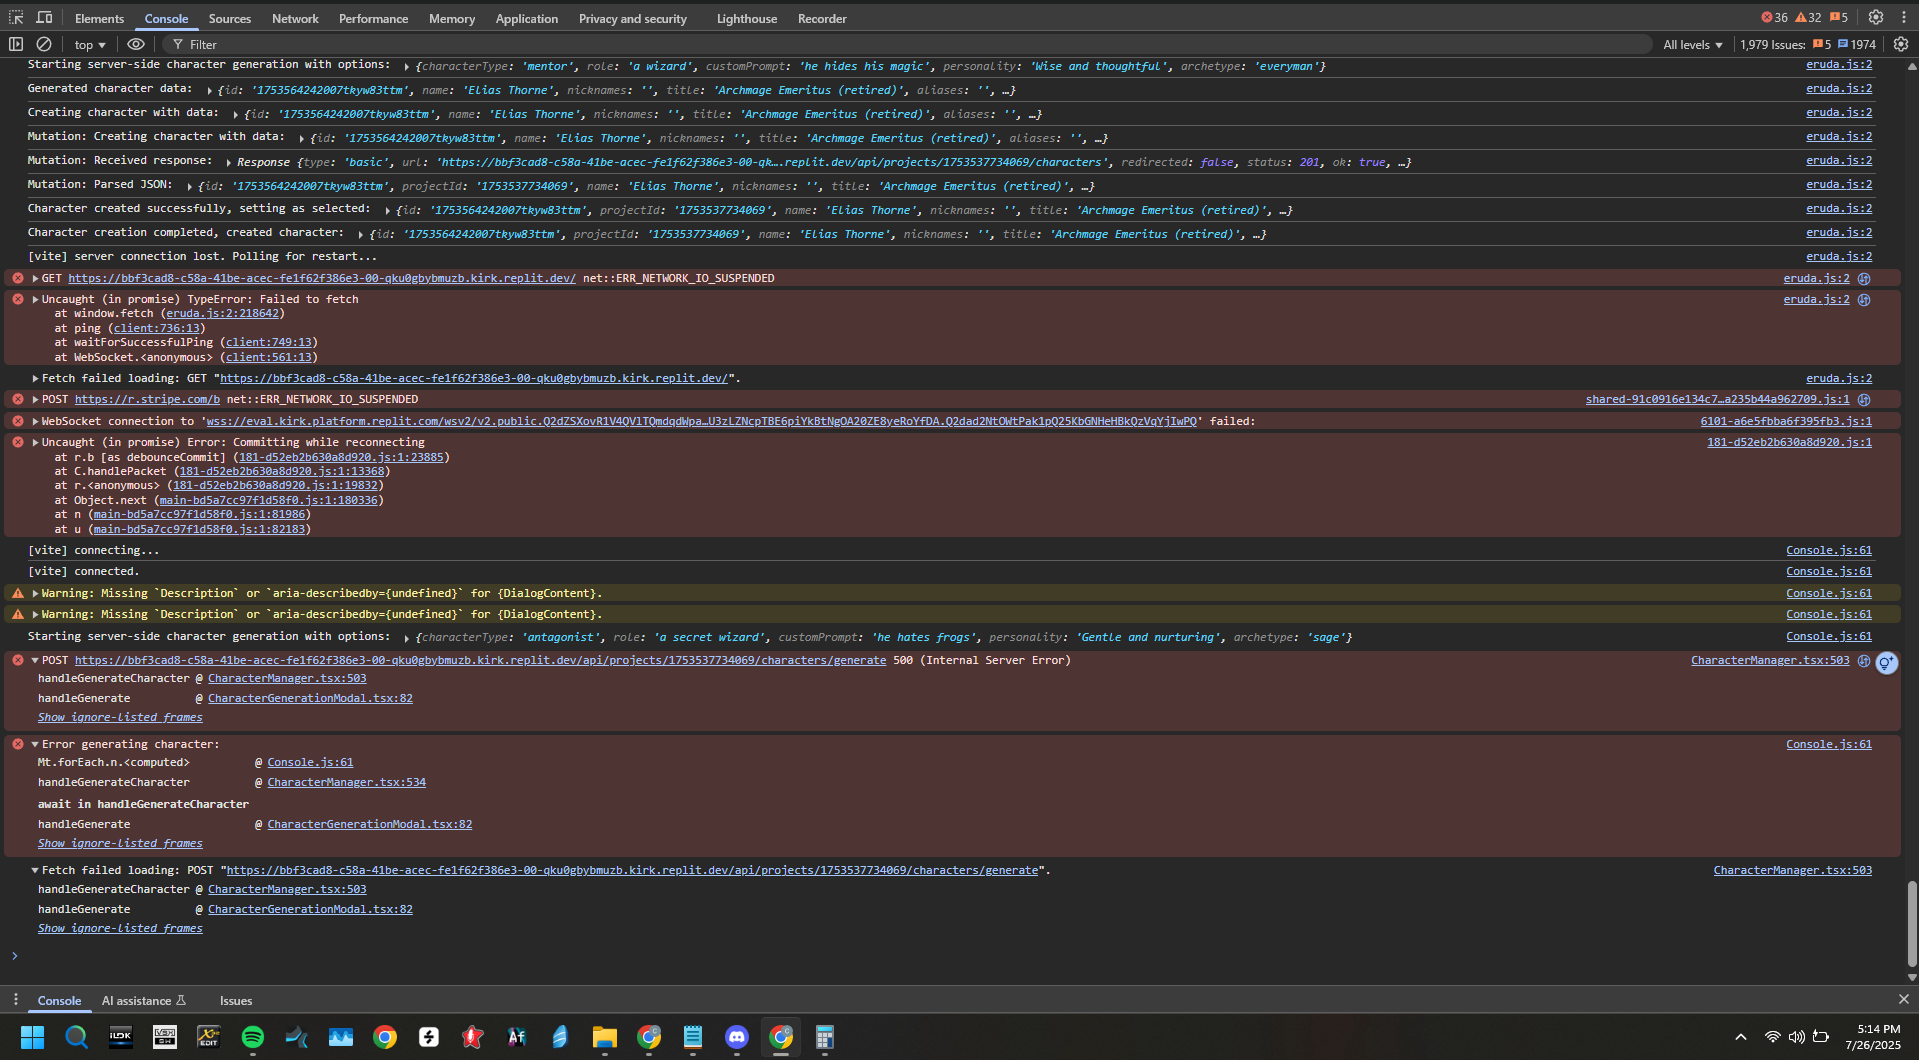 Elements Console Sources Network Performance Memory Application Privacy and security Lighthouse Recorder 36 32 5
top Filter All levels 1,979 Issues: 5 1974
Starting server-side character generation with options: {characterType: 'mentor', role: 'a wizard', customPrompt: 'he hides his magic', personality: 'Wise and thoughtful', archetype: 'everyman'} eruda.js:2
Generated character data: {id: '1753564242007tkyw83ttm', name: 'Elias Thorne', nicknames: '', title: 'Archmage Emeritus (retired)', aliases: '', …} eruda.js:2
Creating character with data: {id: '1753564242007tkyw83ttm', name: 'Elias Thorne', nicknames: '', title: 'Archmage Emeritus (retired)', aliases: '', …} eruda.js:2
Mutation: Creating character with data: {id: '1753564242007tkyw83ttm', name: 'Elias Thorne', nicknames: '', title: 'Archmage Emeritus (retired)', aliases: '', …} eruda.js:2
Mutation: Received response: Response {type: 'basic', url: 'https://bbf3cad8-c58a-41be-acec-fe1f62f386e3-00-qk….replit.dev/api/projects/1753537734069/characters', redirected: false, status: 201, ok: true, …} eruda.js:2
Mutation: Parsed JSON: {id: '1753564242007tkyw83ttm', projectId: '1753537734069', name: 'Elias Thorne', nicknames: '', title: 'Archmage Emeritus (retired)', …} eruda.js:2
Character created successfully, setting as selected: {id: '1753564242007tkyw83ttm', projectId: '1753537734069', name: 'Elias Thorne', nicknames: '', title: 'Archmage Emeritus (retired)', …} eruda.js:2
Character creation completed, created character: {id: '1753564242007tkyw83ttm', projectId: '1753537734069', name: 'Elias Thorne', nicknames: '', title: 'Archmage Emeritus (retired)', …} eruda.js:2
[vite] server connection lost. Polling for restart... eruda.js:2
GET https://bbf3cad8-c58a-41be-acec-fe1f62f386e3-00-qku0gbybmuzb.kirk.replit.dev/ net::ERR_NETWORK_IO_SUSPENDED eruda.js:2
Uncaught (in promise) TypeError: Failed to fetch eruda.js:2
at window.fetch (eruda.js:2:218642)
at ping (client:736:13)
at waitForSuccessfulPing (client:749:13)
at WebSocket.<anonymous> (client:561:13)
Fetch failed loading: GET "https://bbf3cad8-c58a-41be-acec-fe1f62f386e3-00-qku0gbybmuzb.kirk.replit.dev/". eruda.js:2
POST https://r.stripe.com/b net::ERR_NETWORK_IO_SUSPENDED shared-91c0916e134c7…a235b44a962709.js:1
WebSocket connection to 'wss://eval.kirk.platform.replit.com/wsv2/v2.public.Q2dZSXovR1V4QVlTQmdqdWpa…U3zLZNcpTBE6piYkBtNgOA20ZE8yeRoYfDA.Q2dad2NtOWtPak1pQ25KbGNHeHBkQzVqYjIwPQ' failed: 6101-a6e5fbba6f395fb3.js:1
Uncaught (in promise) Error: Committing while reconnecting 181-d52eb2b630a8d920.js:1
at r.b [as debounceCommit] (181-d52eb2b630a8d920.js:1:23885)
at C.handlePacket (181-d52eb2b630a8d920.js:1:13368)
at r.<anonymous> (181-d52eb2b630a8d920.js:1:19832)
at Object.next (main-bd5a7cc97f1d58f0.js:1:180336)
at n (main-bd5a7cc97f1d58f0.js:1:81986)
at u (main-bd5a7cc97f1d58f0.js:1:82183)
[vite] connecting... Console.js:61
[vite] connected. Console.js:61
Warning: Missing `Description` or `aria-describedby={undefined}` for {DialogContent}. Console.js:61
Warning: Missing `Description` or `aria-describedby={undefined}` for {DialogContent}. Console.js:61
Starting server-side character generation with options: {characterType: 'antagonist', role: 'a secret wizard', customPrompt: 'he hates frogs', personality: 'Gentle and nurturing', archetype: 'sage'} Console.js:61
POST https://bbf3cad8-c58a-41be-acec-fe1f62f386e3-00-qku0gbybmuzb.kirk.replit.dev/api/projects/1753537734069/characters/generate 500 (Internal Server Error) CharacterManager.tsx:503
handleGenerateCharacter @ CharacterManager.tsx:503
handleGenerate @ CharacterGenerationModal.tsx:82
Show ignore-listed frames
Error generating character: Console.js:61
Mt.forEach.n.<computed> @ Console.js:61
handleGenerateCharacter @ CharacterManager.tsx:534
await in handleGenerateCharacter
handleGenerate @ CharacterGenerationModal.tsx:82
Show ignore-listed frames
Fetch failed loading: POST "https://bbf3cad8-c58a-41be-acec-fe1f62f386e3-00-qku0gbybmuzb.kirk.replit.dev/api/projects/1753537734069/characters/generate". CharacterManager.tsx:503
handleGenerateCharacter @ CharacterManager.tsx:503
handleGenerate @ CharacterGenerationModal.tsx:82
Show ignore-listed frames
Console AI assistance Issues
5:14 PM
7/26/2025